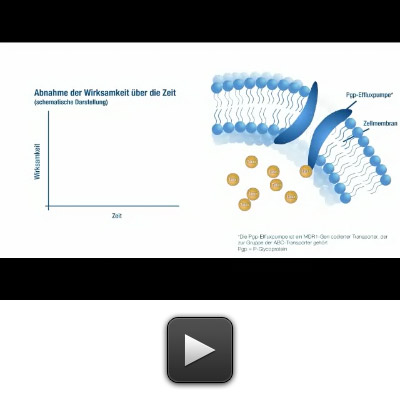 Abnahme der Wirksamkeit über die Zeit
(schematische Darstellung)
Wirksamkeit
Zeit
Pgp-Effluxpumpe*
Zellmembran
*Die Pgp-Effluxpumpe ist ein MDR1-Gen codierter Transporter, der
zur Gruppe der ABC-Transporter gehört
Pgp = P-Glycoprotein